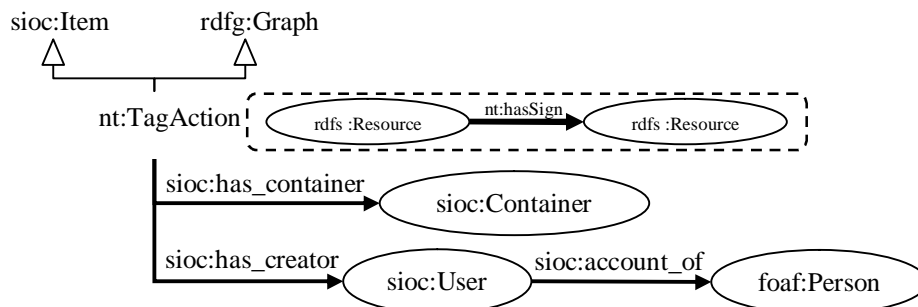 sioc:Item rdfg:Graph
nt:TagAction
nt:hasSign
rdfs :Resource rdfs :Resource
sioc:has_container
sioc:Container
sioc:has_creator
sioc:account_of
sioc:User
foaf:Person